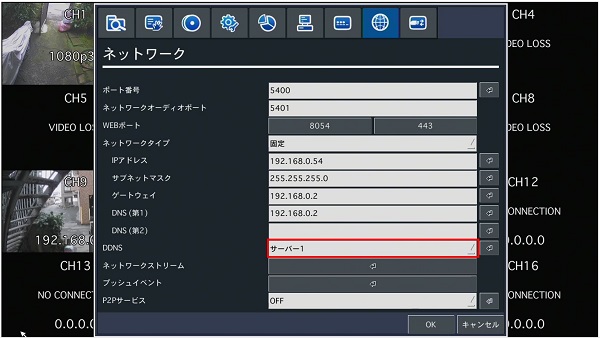 CH1
1080p3
CH4
DEO LOSS
CH5
VIDEO LO
CH8
DEO LOSS
CH9
192.168.0
CH12
ONNECTION
0.0.0
CH13
NO CONNEC
0.0.0.
CH16
ONNECTION
0.0.0
ネットワーク
ポート番号 5400
ネットワークオーディオポート 5401
WEBポート 8054 443
ネットワークタイプ 固定
IPアドレス 192.168.0.54
サブネットマスク 255.255.255.0
ゲートウェイ 192.168.0.2
DNS (第1) 192.168.0.2
DNS (第2)
DDNS サーバー1
ネットワークストリーム
プッシュイベント
P2Pサービス OFF
OK キャンセル